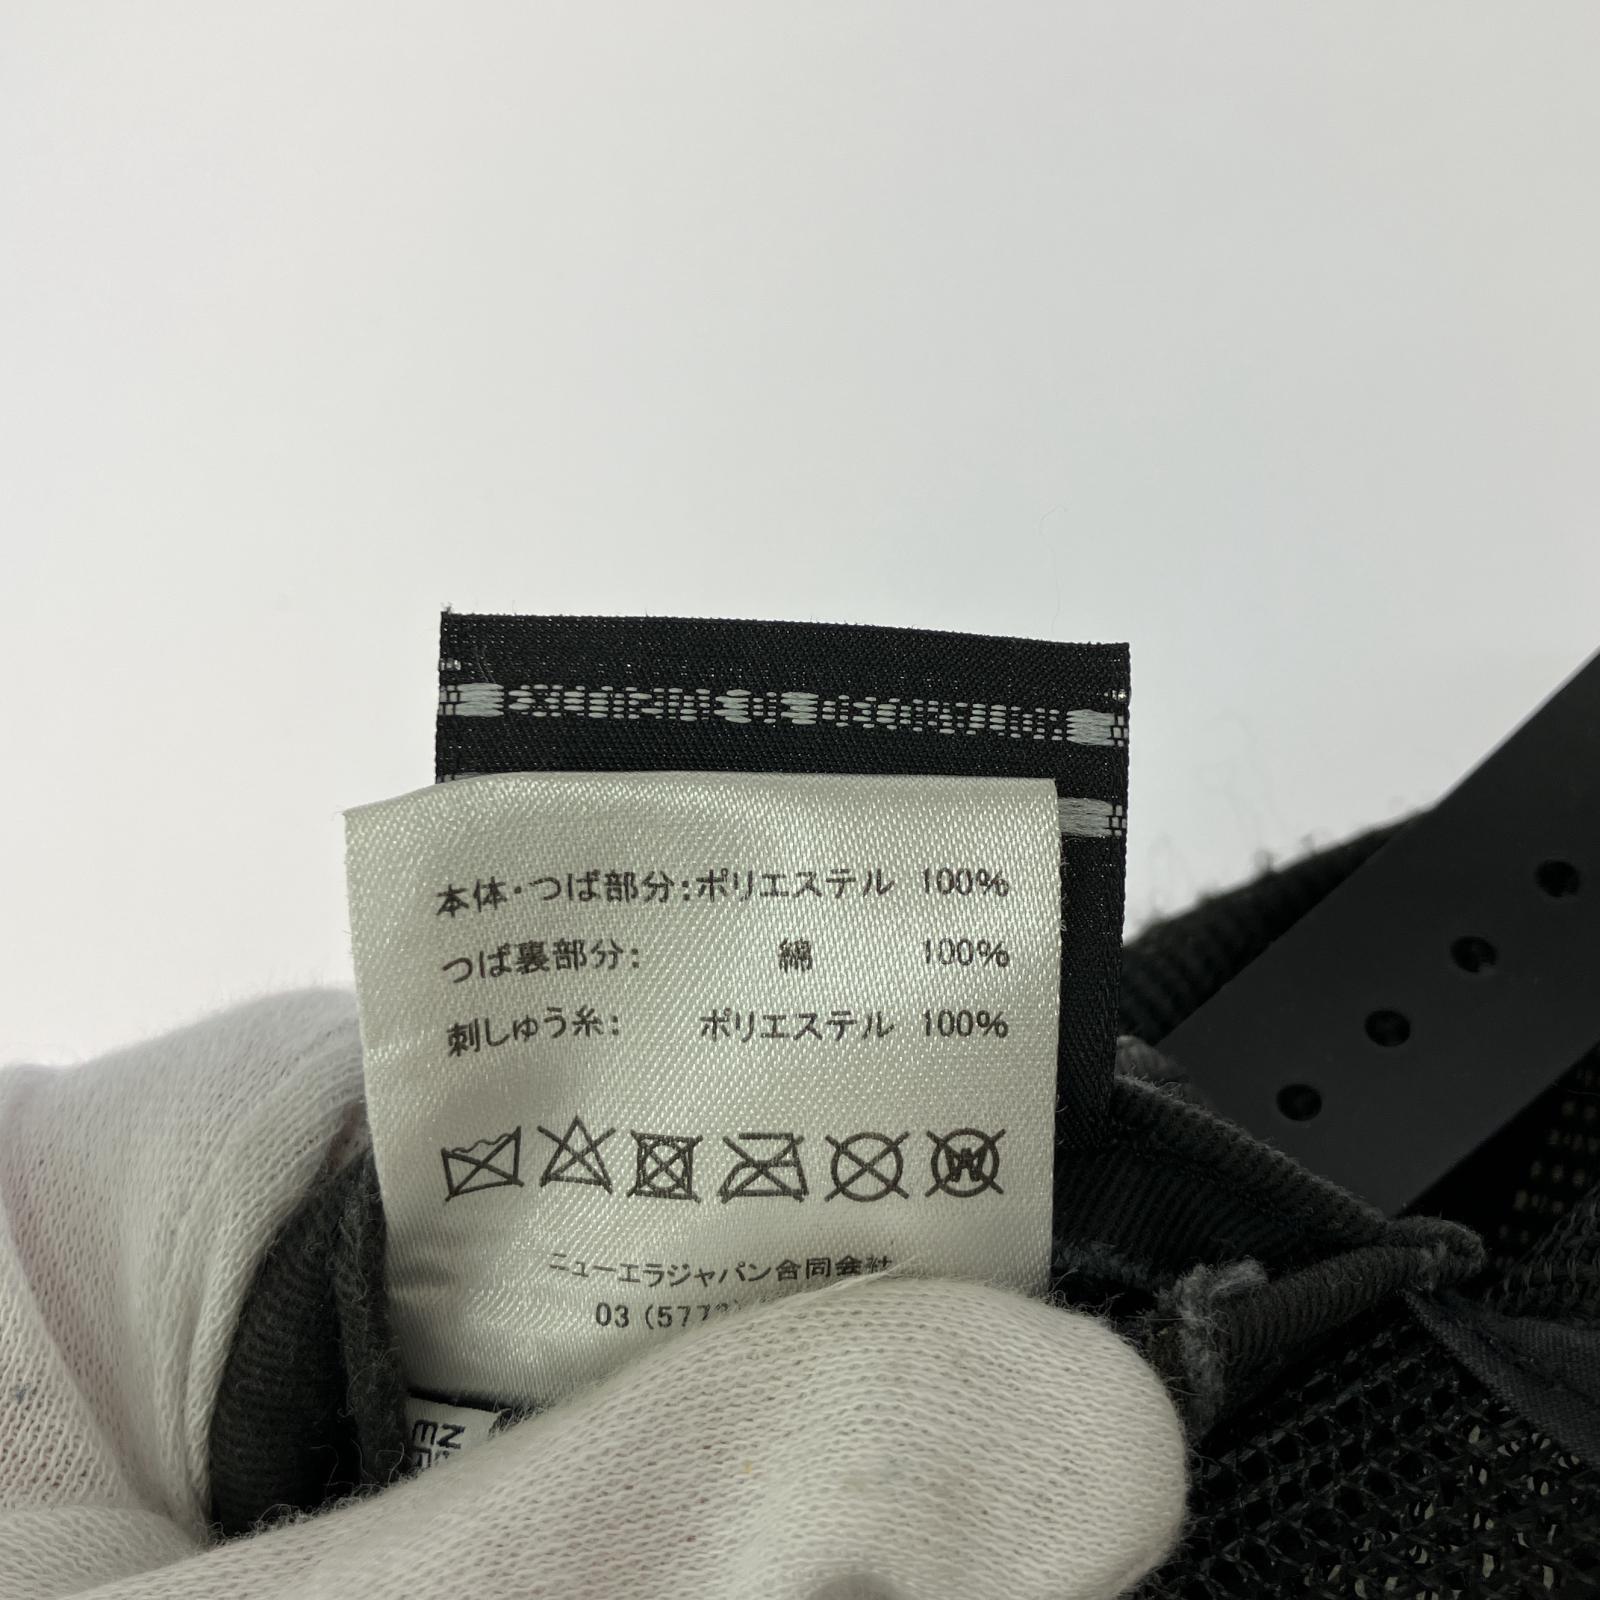 本体・つば部分:ポリエステル 100%
つば裏部分: 綿 100%
刺しゅう糸: ポリエステル 100%
ニューエラジャパン合同会社
03 (577